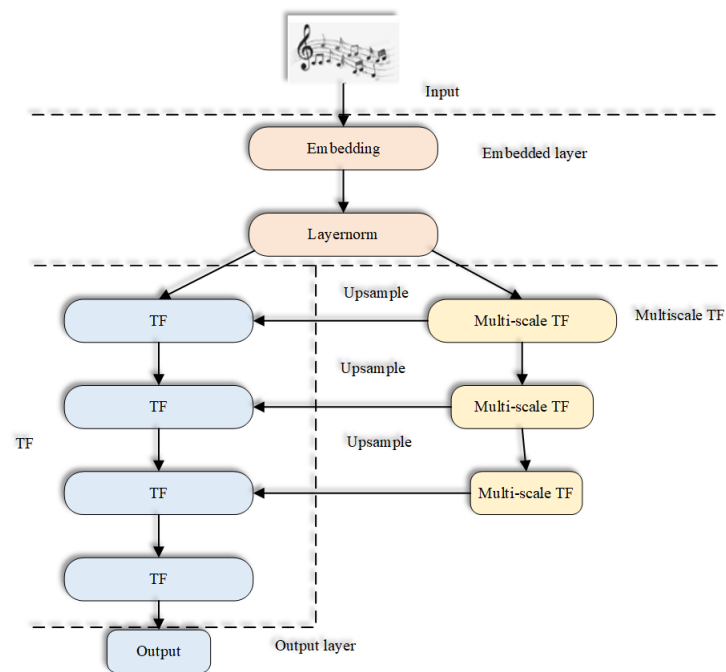 Input
Embedding
Embedded layer
Layernorm
Upsample
TF
Multi-scale TF
Multiscale TF
Upsample
TF
Multi-scale TF
TF
Upsample
TF
Multi-scale TF
TF
Output layer
Output